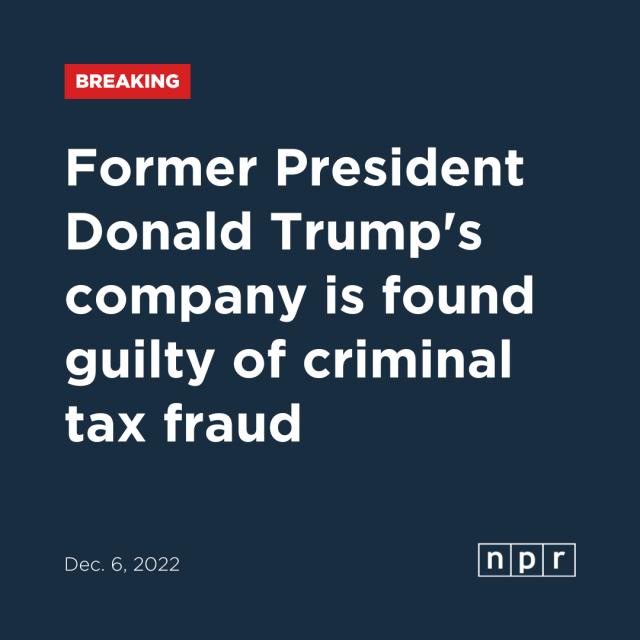 BREAKING
Former President
Donald Trump's
company is found
guilty of criminal
tax fraud
Dec. 6, 2022
npr